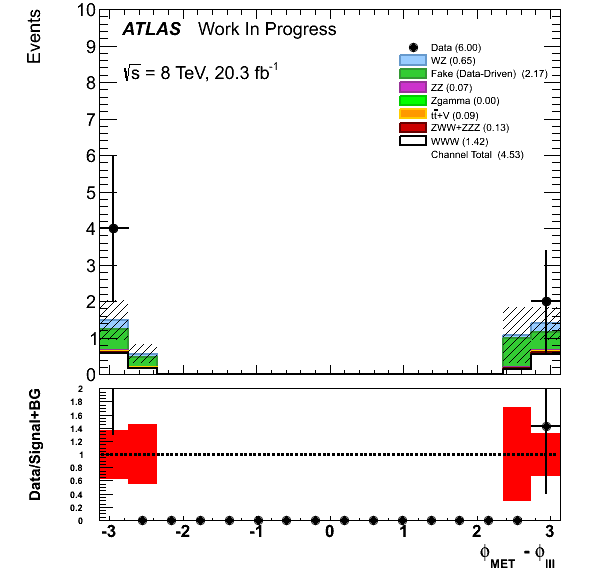 Events
10
9
8
7
6
5
4
3
2
1
0
ATLAS Work In Progress
√s = 8 TeV, 20.3 fb-1
Data (6.00)
WZ (0.65)
Fake (Data-Driven) (2.17)
ZZ (0.07)
Zgamma (0.00)
tt̄+V (0.09)
ZWW+ZZZ (0.13)
WWW (1.42)
Channel Total (4.53)
Data/Signal+BG
2
1.8
1.6
1.4
1.2
1
0.8
0.6
0.4
0.2
0
-3 -2 -1 0 1 2 3
ϕMET - ϕlll